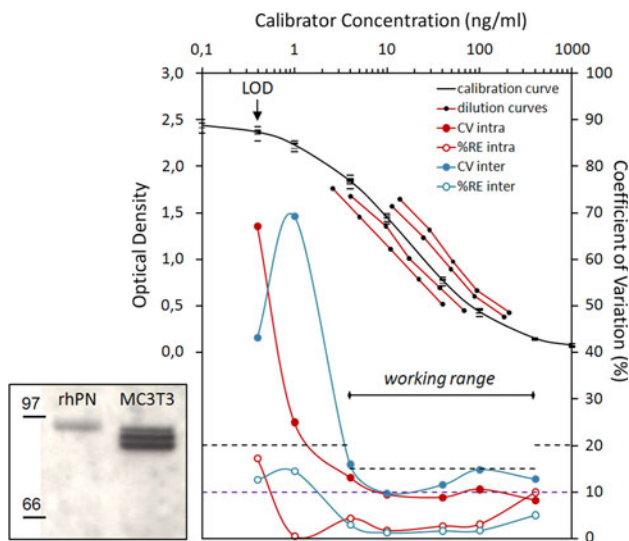 Calibrator Concentration (ng/ml)
0,1 1 10 100 1000
3,0 100
LOD
calibration curve
dilution curves
CV intra
%RE intra
CV inter
%RE inter
2,5 90
2,0 80
1,5 70
1,0 60
0,5 50
0,0 40
Optical Density
Coefficient of Variation (%)
working range
30
20
10
0
rhPN MC3T3
97
66